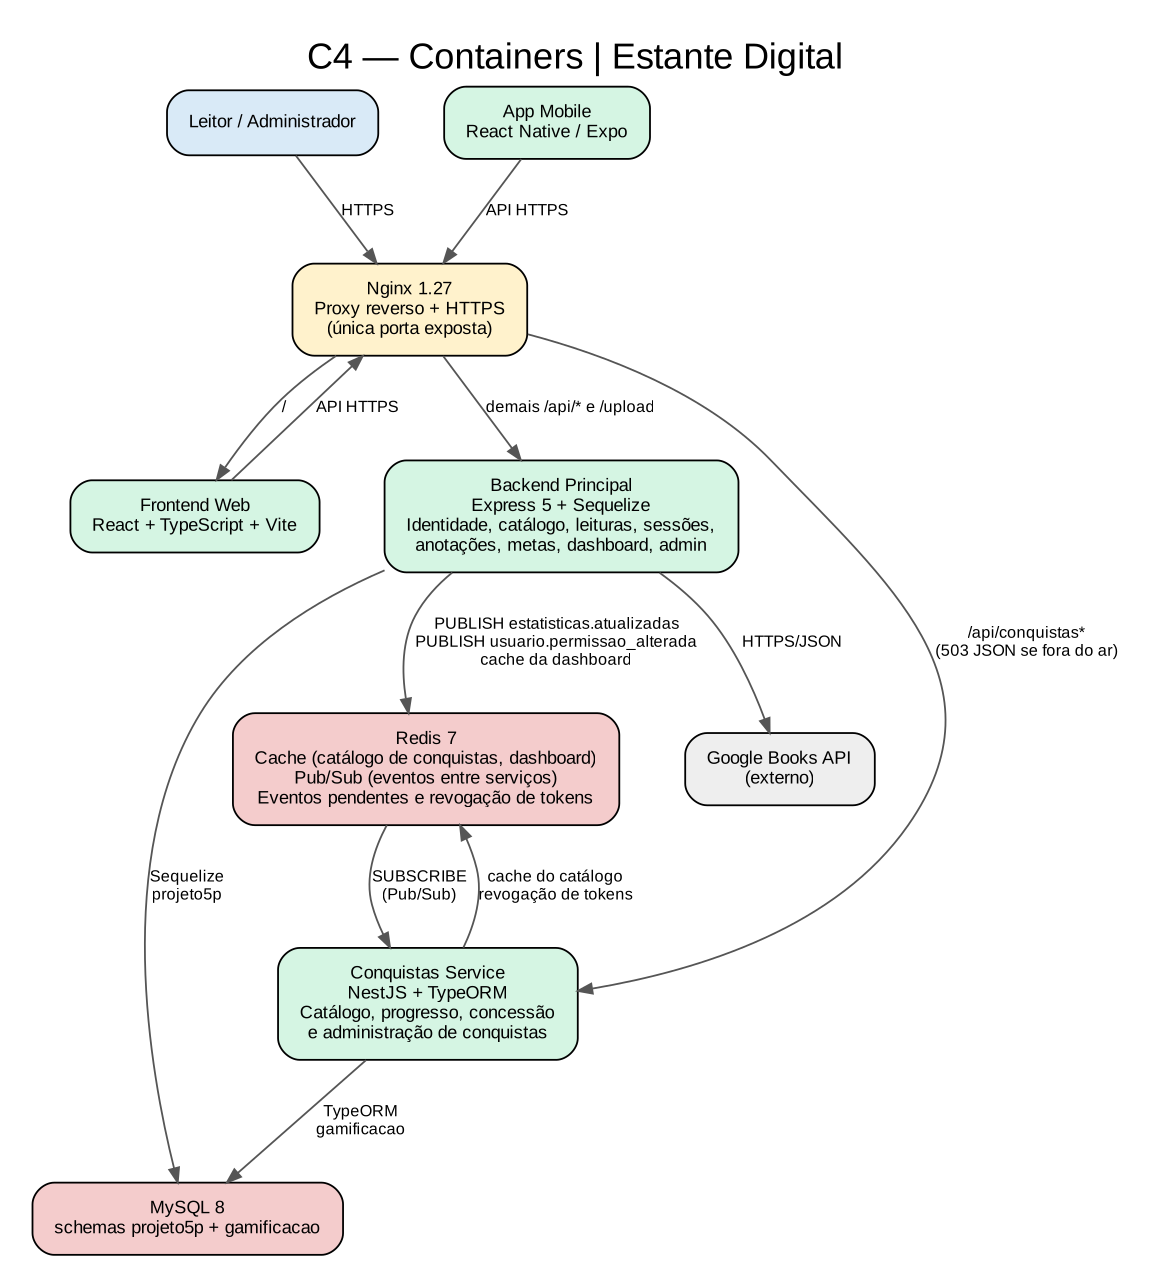 C4 — Containers | Estante Digital
Leitor / Administrador
App Mobile
React Native / Expo
HTTPS
API HTTPS
Nginx 1.27
Proxy reverso + HTTPS
(única porta exposta)
/
API HTTPS
demais /api/* e /upload
Frontend Web
React + TypeScript + Vite
Backend Principal
Express 5 + Sequelize
Identidade, catálogo, leituras, sessões,
anotações, metas, dashboard, admin
PUBLISH estatisticas.atualizadas
PUBLISH usuario.permissao_alterada
cache da dashboard
HTTPS/JSON
/api/conquistas*
(503 JSON se fora do ar)
Redis 7
Cache (catálogo de conquistas, dashboard)
Pub/Sub (eventos entre serviços)
Eventos pendentes e revogação de tokens
Google Books API
(externo)
Sequelize
projeto5p
SUBSCRIBE
(Pub/Sub)
cache do catálogo
revogação de tokens
Conquistas Service
NestJS + TypeORM
Catálogo, progresso, concessão
e administração de conquistas
TypeORM
gamificacao
MySQL 8
schemas projeto5p + gamificacao